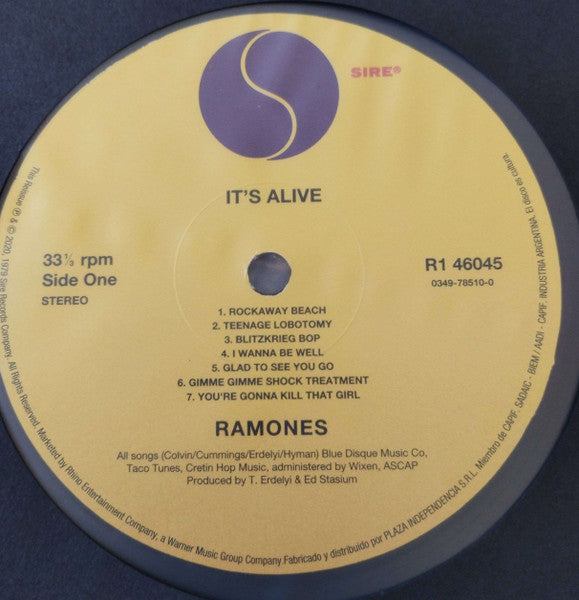 SIRE®
IT'S ALIVE
33 ⅓ rpm
Side One
STEREO
R1 46045
0349-78510-0
1. ROCKAWAY BEACH
2. TEENAGE LOBOTOMY
3. BLITZKRIEG BOP
4. I WANNA BE WELL
5. GLAD TO SEE YOU GO
6. GIMME GIMME SHOCK TREATMENT
7. YOU'RE GONNA KILL THAT GIRL
RAMONES
All songs (Colvin/Cummings/Erdelyi/Hyman) Blue Disque Music Co,
Taco Tunes, Cretin Hop Music, administered by Wixen, ASCAP
Produced by T. Erdelyi & Ed Stasium
This Reissue ℗ & © 2020, 1979 Sire Records Company. All Rights Reserved. Marketed by Rhino Entertainment Company, a Warner Music Group Company.Fabricado y distribuido por PLAZA INDEPENDENCIA S.R.L. Miembro de CAPIF. SADAIC - BIEM / AADI - CAPIF. INDUSTRIA ARGENTINA. El disco es cultura.